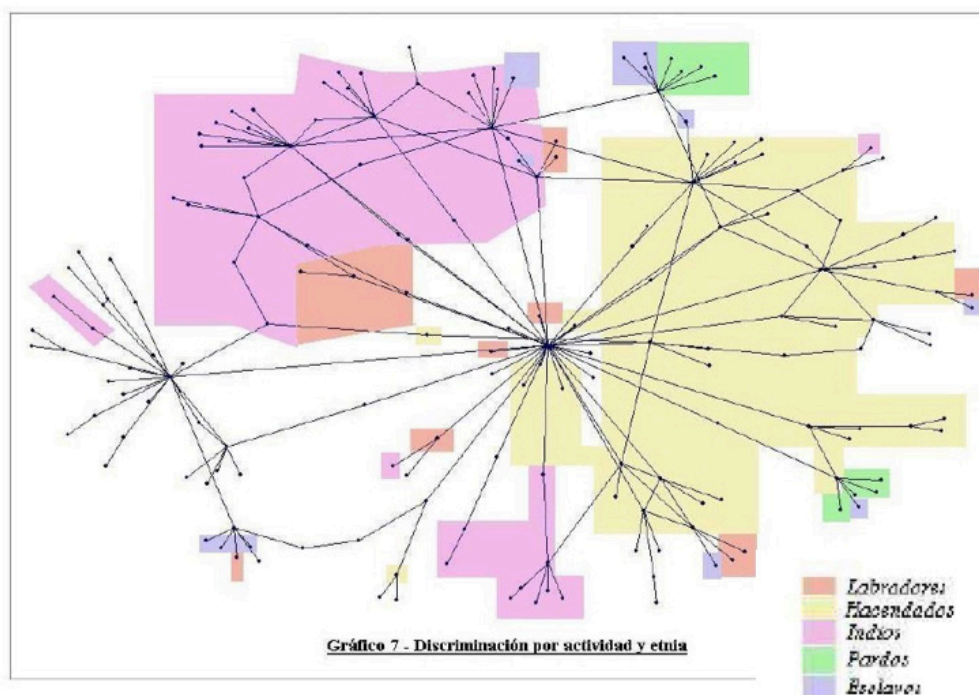 Gráfico 7 - Discriminación por actividad y etnia
Labradores
Hacendados
Indios
Pardos
Esclavos